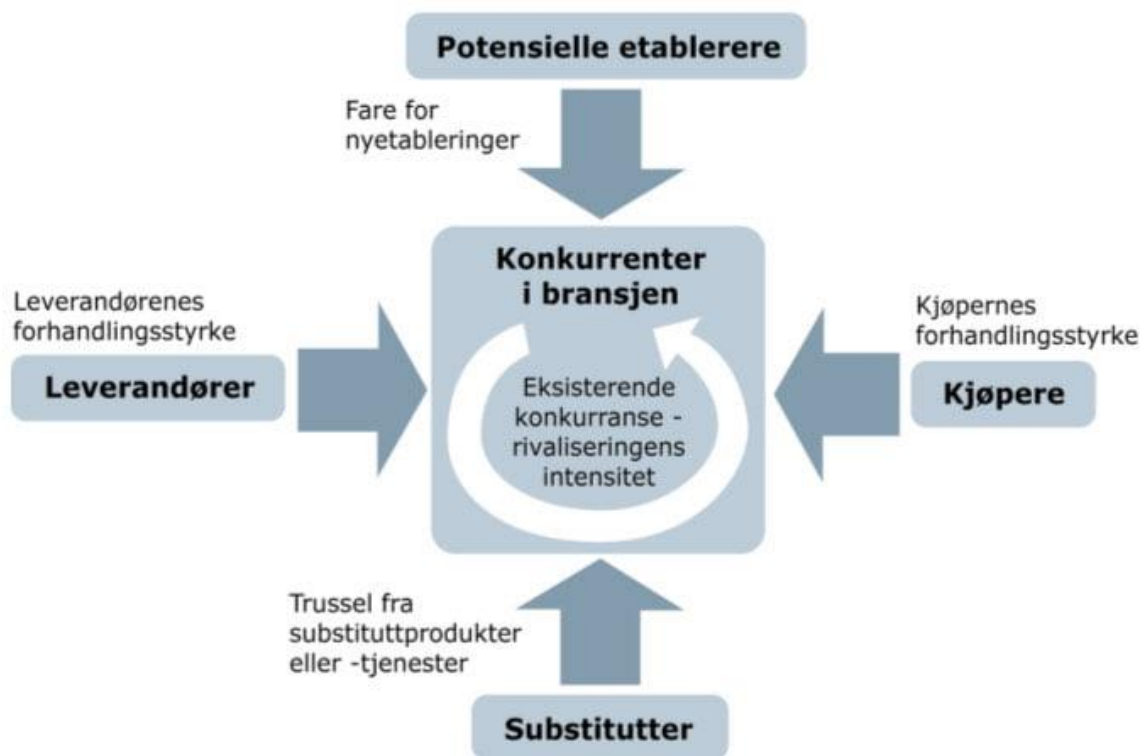 Potensielle etablerere
Fare for
nyetableringer
Konkurrenter
i bransjen
Leverandørenes
forhandlingsstyrke
Leverandører
Eksisterende
konkurranse -
rivaliseringens
intensitet
Kjøpernes
forhandlingsstyrke
Kjøpere
Trussel fra
substituttprodukter
eller -tjenester
Substitutter